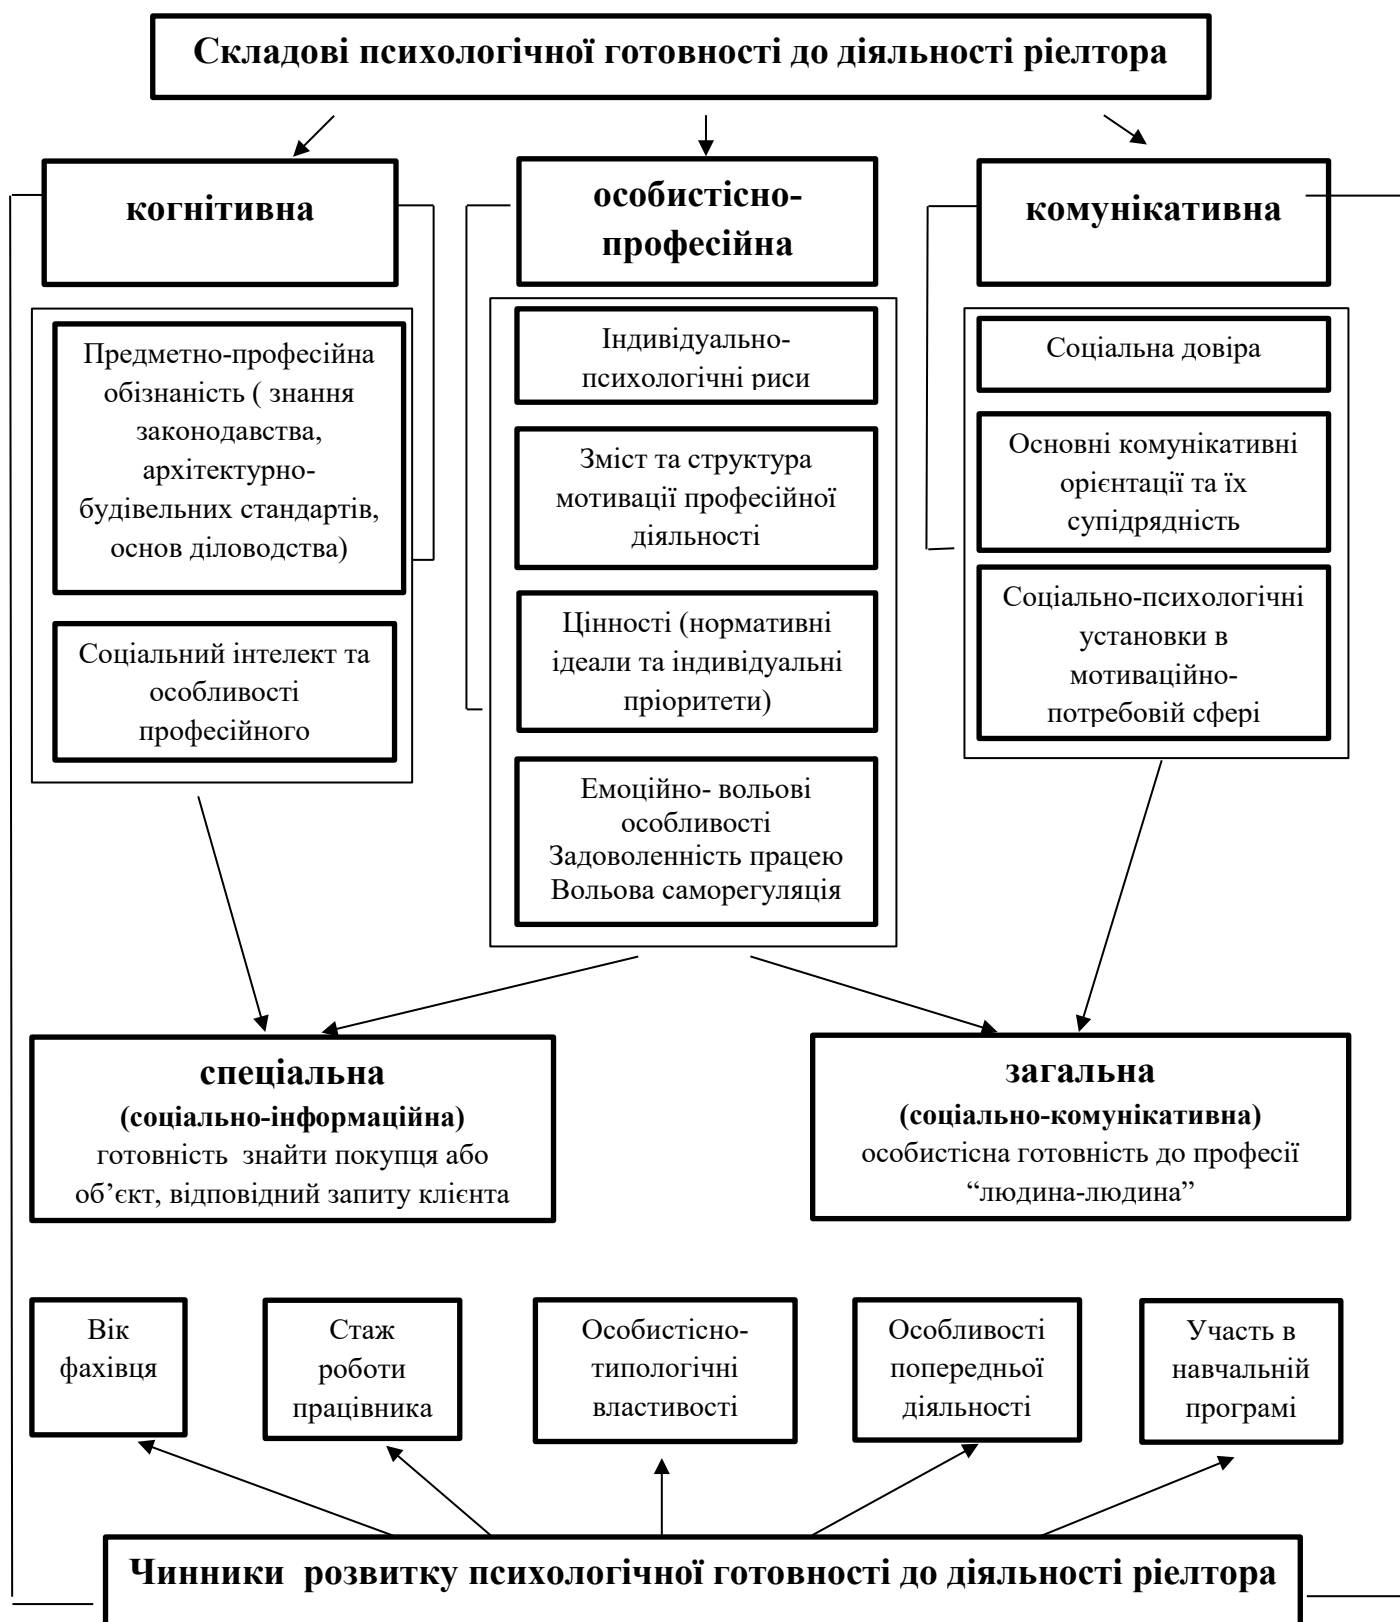 Складові психологічної готовності до діяльності ріелтора
когнітивна
особистісно-
професійна
комунікативна
Предметно-професійна
обізнаність ( знання
законодавства,
архітектурно-
будівельних стандартів,
основ діловодства)
Соціальний інтелект та
особливості
професійного
Індивідуально-
психологічні риси
Зміст та структура
мотивації професійної
діяльності
Цінності (нормативні
ідеали та індивідуальні
пріоритети)
Емоційно- вольові
особливості
Задоволенність працею
Вольова саморегуляція
Соціальна довіра
Основні комунікативні
орієнтації та їх
супідрядність
Соціально-психологічні
установки в
мотиваційно-
потребовій сфері
спеціальна
(соціально-інформаційна)
готовність  знайти покупця або
об’єкт, відповідний запиту клієнта
загальна
(соціально-комунікативна)
особистісна готовність до професії
“людина-людина”
Вік
фахівця
Стаж
роботи
працівника
Особистісно-
типологічні
властивості
Особливості
попередньої
діяльності
Участь в
навчальній
програмі
Чинники  розвитку психологічної готовності до діяльності ріелтора